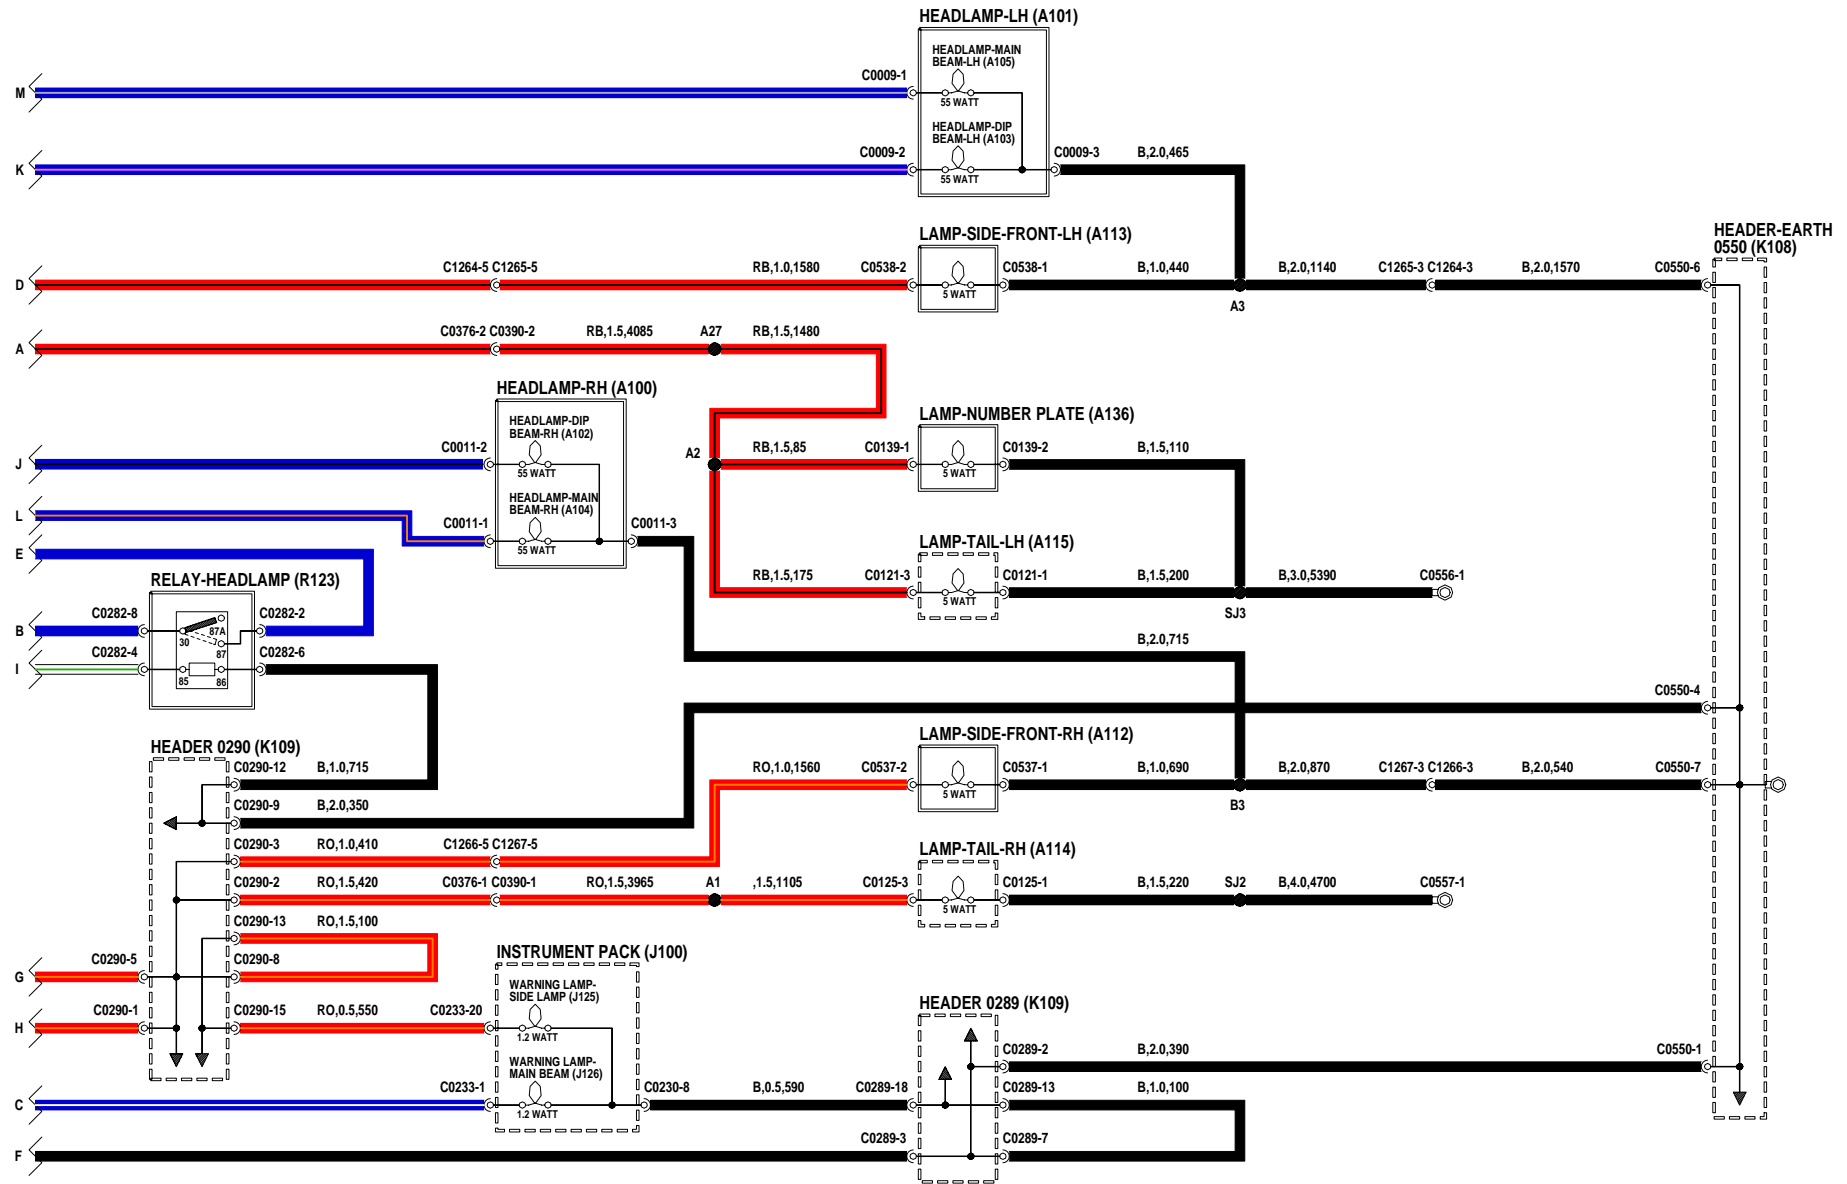 HEADLAMP-LH (A101)
HEADLAMP-MAIN
BEAM-LH (A105)
M
C0009-1
55 WATT
HEADLAMP-DIP
BEAM-LH (A103)
K
C0009-2
C0009-3
B,2.0,465
55 WATT
LAMP-SIDE-FRONT-LH (A113)
HEADER-EARTH
0550 (K108)
D
C1264-5 C1265-5
RB,1.0,1580
C0538-2
C0538-1
B,1.0,440
B,2.0,1140
C1265-3 C1264-3
B,2.0,1570
C0550-6
5 WATT
A3
A
C0376-2 C0390-2
RB,1.5,4085
A27
RB,1.5,1480
HEADLAMP-RH (A100)
LAMP-NUMBER PLATE (A136)
HEADLAMP-DIP
BEAM-RH (A102)
J
C0011-2
A2
RB,1.5,85
C0139-1
C0139-2
B,1.5,110
55 WATT
5 WATT
HEADLAMP-MAIN
BEAM-RH (A104)
L
C0011-1
C0011-3
55 WATT
E
LAMP-TAIL-LH (A115)
RB,1.5,175
C0121-3
C0121-1
B,1.5,200
B,3.0,5390
C0556-1
5 WATT
SJ3
RELAY-HEADLAMP (R123)
B
C0282-8
C0282-2
87A
30
87
B,2.0,715
I
C0282-4
C0282-6
85
86
C0550-4
LAMP-SIDE-FRONT-RH (A112)
HEADER 0290 (K109)
C0290-12
B,1.0,715
RO,1.0,1560
C0537-2
C0537-1
B,1.0,690
B,2.0,870
C1267-3 C1266-3
B,2.0,540
C0550-7
5 WATT
B3
C0290-9
B,2.0,350
C0290-3
RO,1.0,410
C1266-5 C1267-5
LAMP-TAIL-RH (A114)
C0290-2
RO,1.5,420
C0376-1 C0390-1
RO,1.5,3965
A1
,1.5,1105
C0125-3
C0125-1
B,1.5,220
SJ2
B,4.0,4700
C0557-1
5 WATT
C0290-13
RO,1.5,100
INSTRUMENT PACK (J100)
G
C0290-5
C0290-8
WARNING LAMP-
SIDE LAMP (J125)
H
C0290-1
C0290-15
RO,0.5,550
C0233-20
1.2 WATT
HEADER 0289 (K109)
C0289-2
B,2.0,390
C0550-1
WARNING LAMP-
MAIN BEAM (J126)
C
C0233-1
C0230-8
B,0.5,590
C0289-18
C0289-13
B,1.0,100
1.2 WATT
F
C0289-3
C0289-7